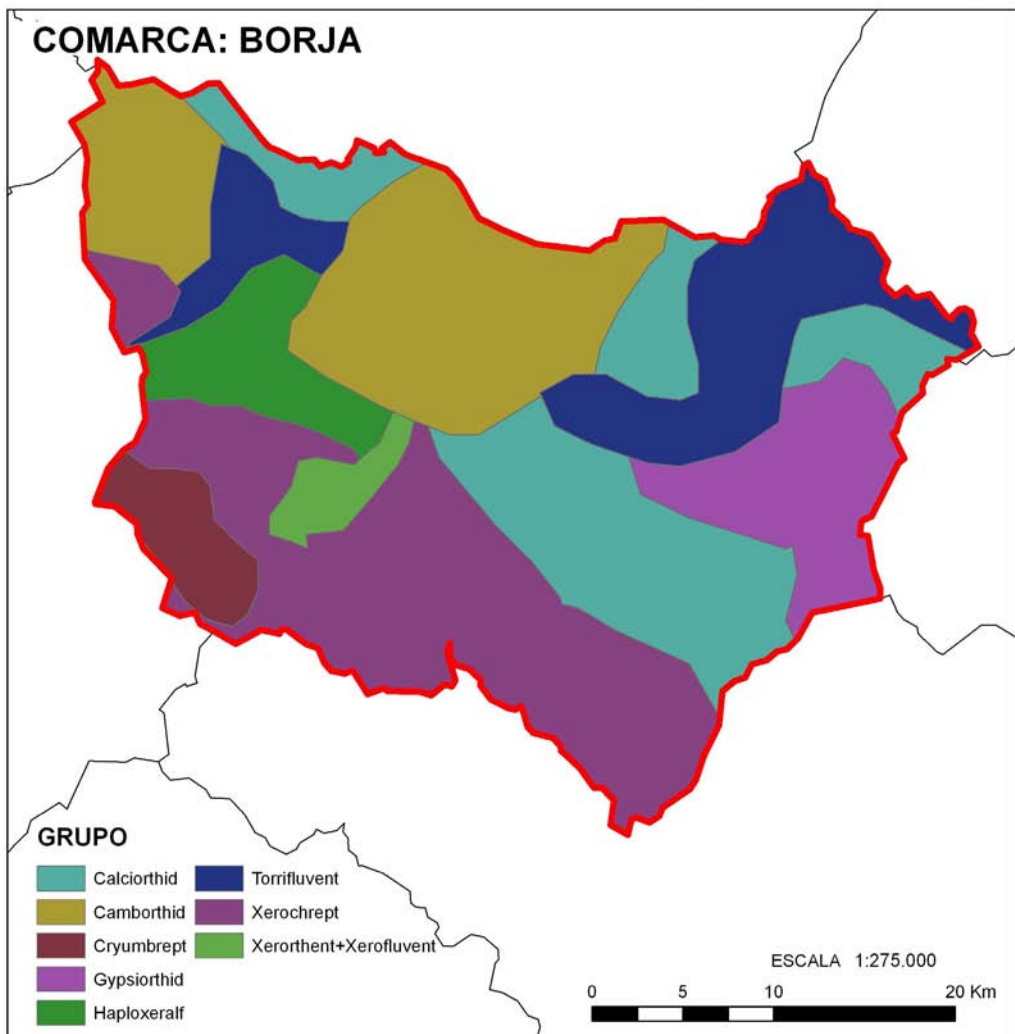 COMARCA: BORJA
GRUPO
Calciorthid
Camborthid
Cryumbrept
Gypsiorthid
Haploxeralf
Torrifluvent
Xerochrept
Xerorthent+Xerofluvent
ESCALA 1:275.000
0 5 10 20 Km